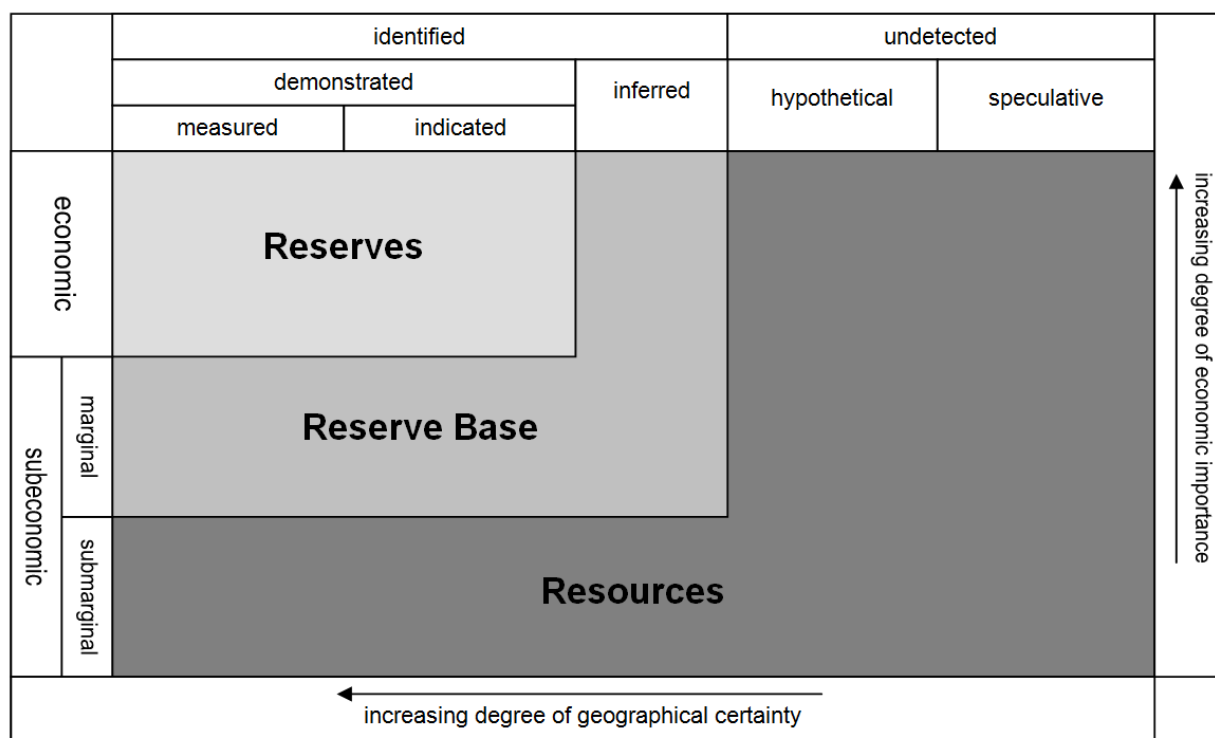 identified
undetected
demonstrated
inferred
hypothetical
speculative
measured
indicated
economic
Reserves
increasing degree of economic importance
subeconomic
marginal
Reserve Base
submarginal
Resources
increasing degree of geographical certainty